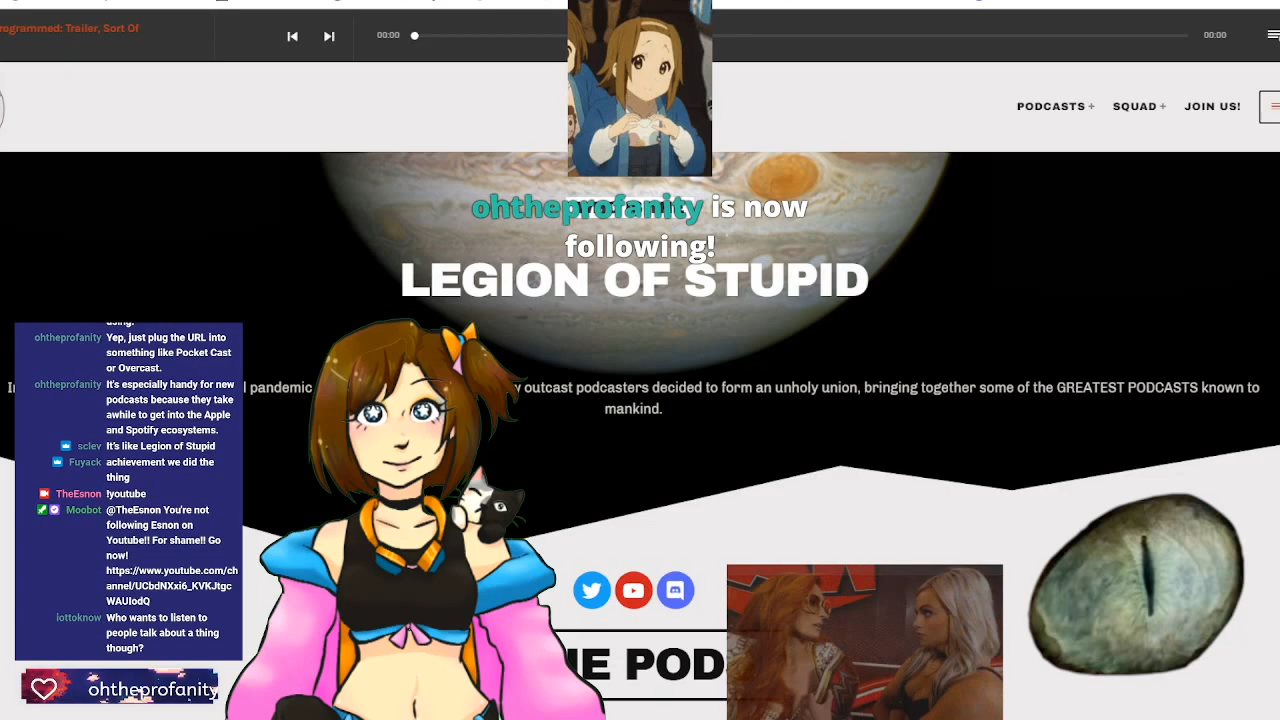 rogrammed: Trailer, Sort Of
00:00
00:00
PODCASTS+
SQUAD+
JOIN US!
ohtheprofanity is now
following!
LEGION OF STUPID
pandemic
outcast podcasters decided to form an unholy union, bringing together some of the GREATEST PODCASTS known to
mankind.
using.
ohtheprofanity Yep, just plug the URL into
something like Pocket Cast
or Overcast.
ohtheprofanity It's especially handy for new
podcasts because they take
awhile to get into the Apple
and Spotify ecosystems.
sclev It's like Legion of Stupid
Fuyack achievement we did the
thing
TheEsnon !youtube
Moobot @TheEsnon You're not
following Esnon on
Youtube!! For shame!! Go
now!
https://www.youtube.com/ch
annel/UCbdNXxi6_KVKJtgc
WAUIodQ
iottoknow Who wants to listen to
people talk about a thing
though?
ohtheprofanity
HE POD